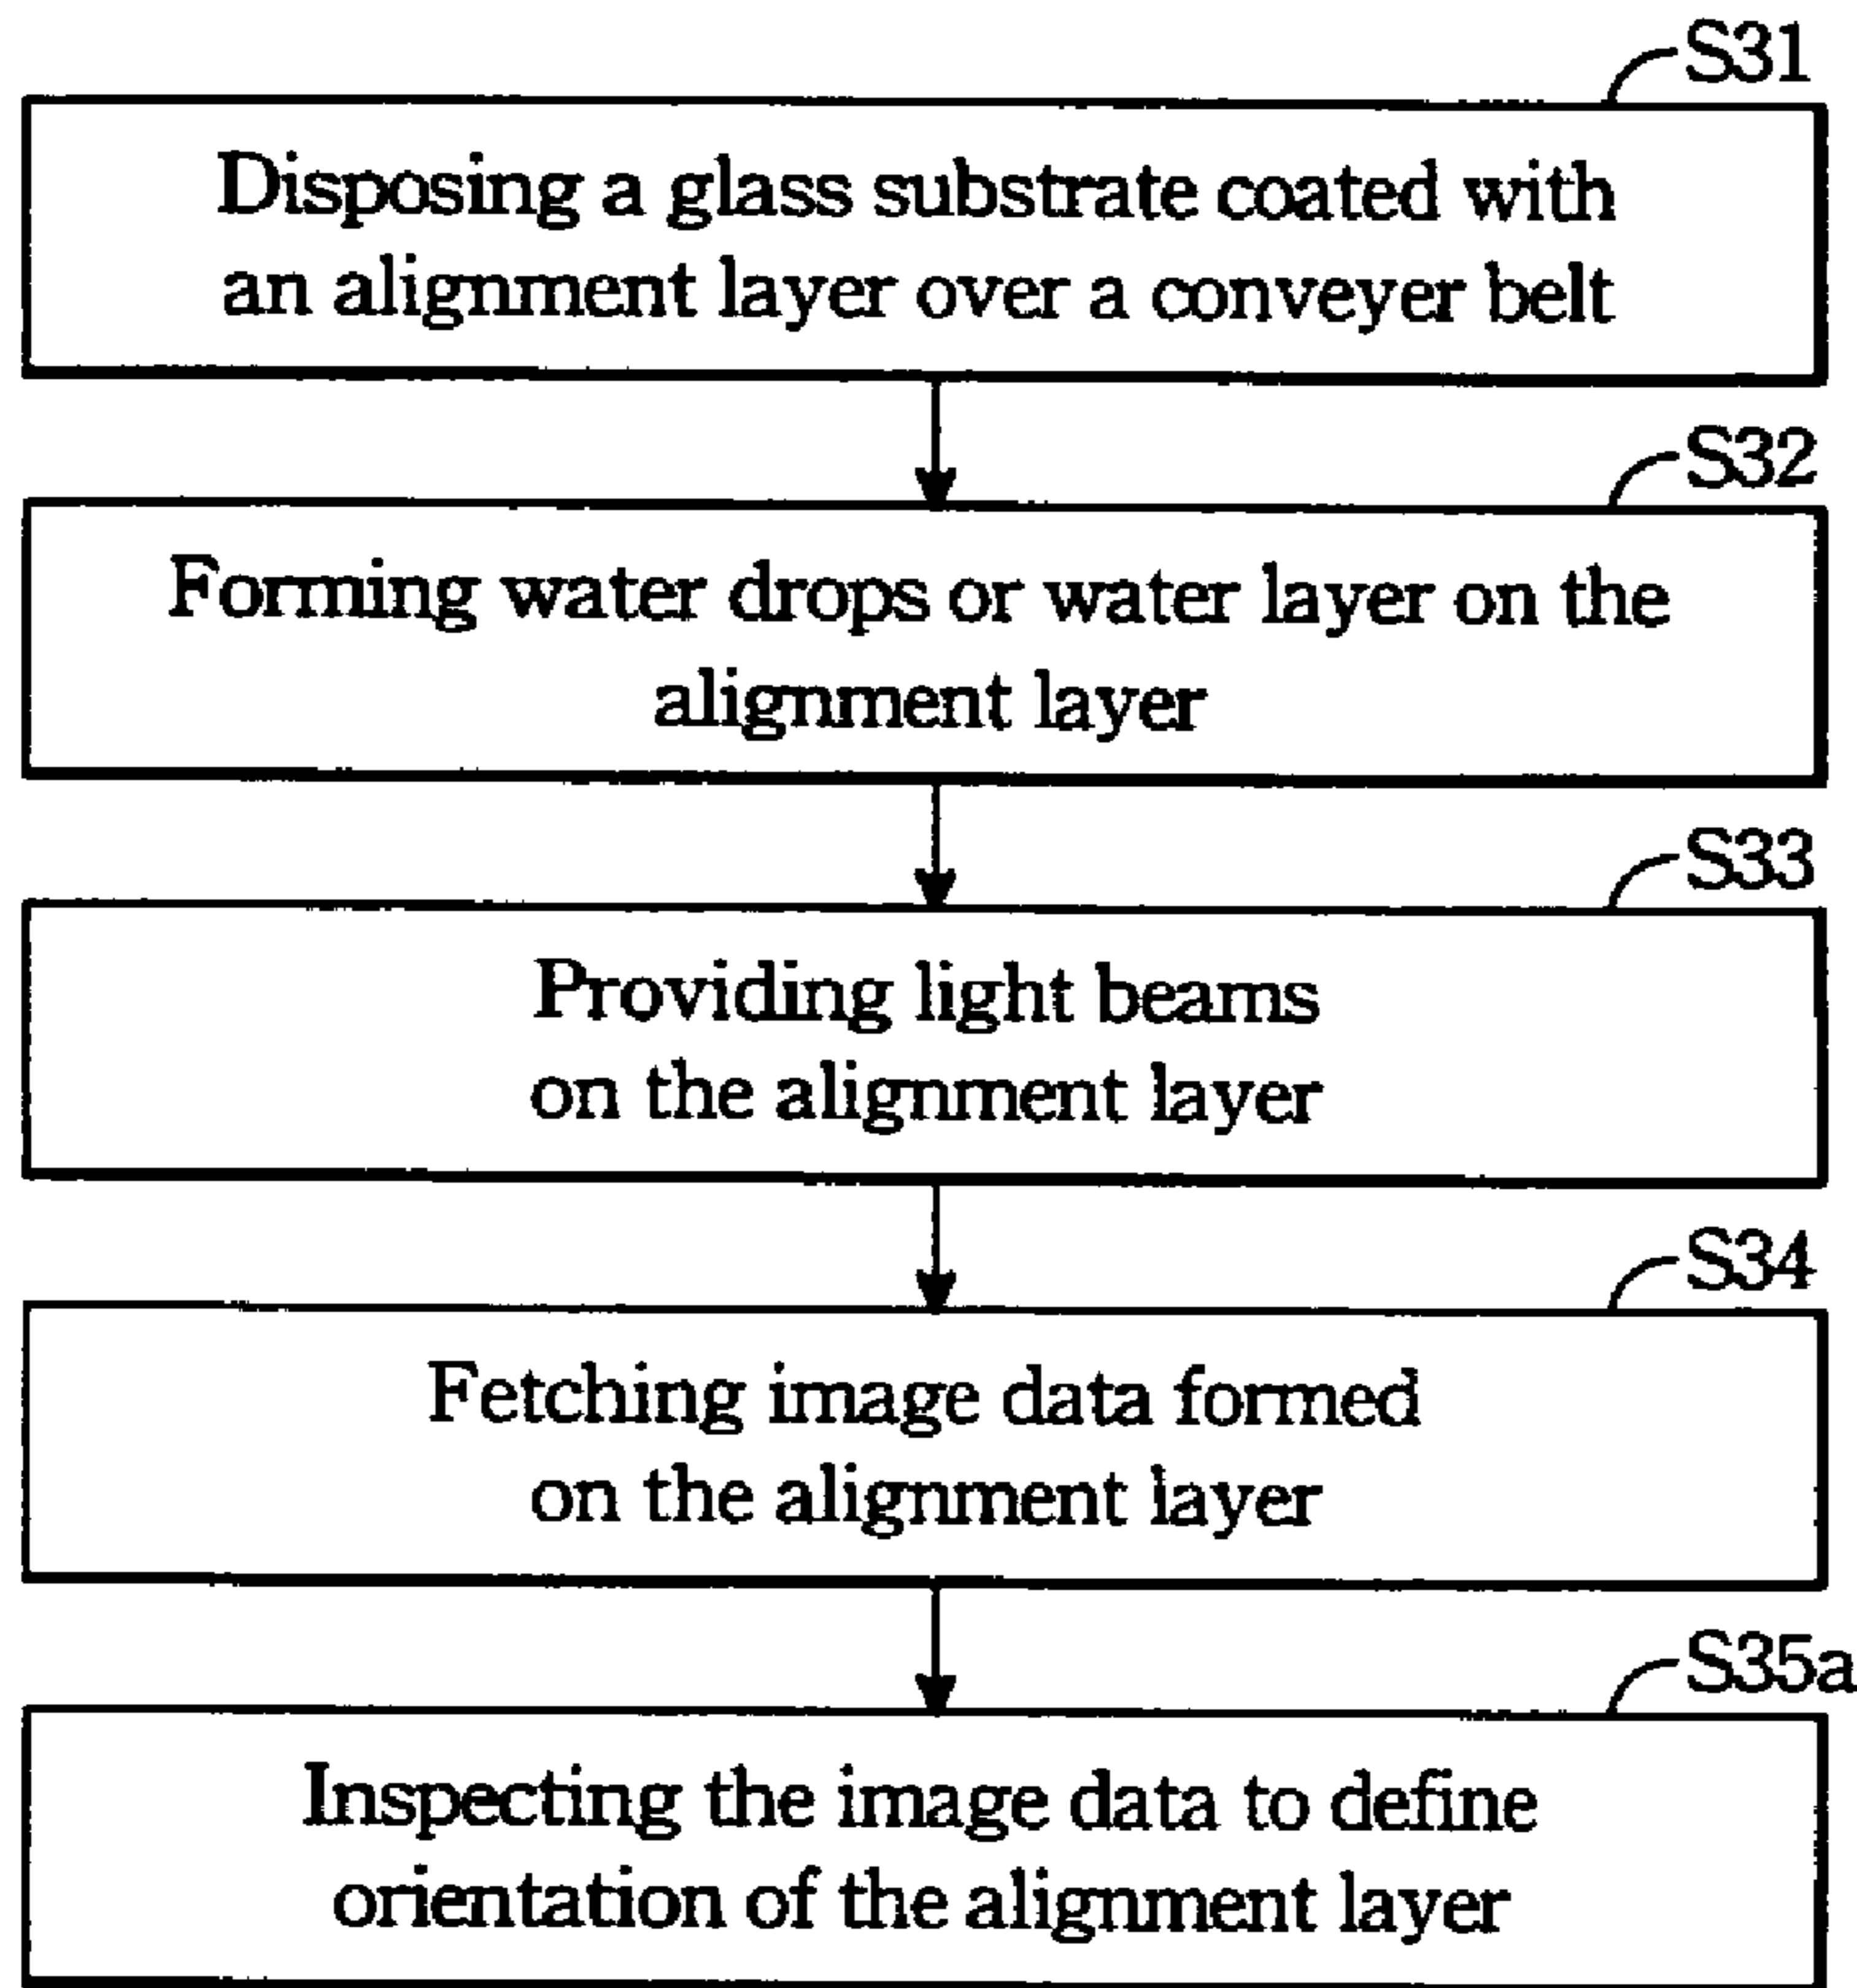 S31
Disposing a glass substrate coated with
an alignment layer over a conveyer belt
S32
Forming water drops or water layer on the
alignment layer
S33
Providing light beams
on the alignment layer
S34
Fetching image data formed
on the alignment layer
S35a
Inspecting the image data to define
orientation of the alignment layer